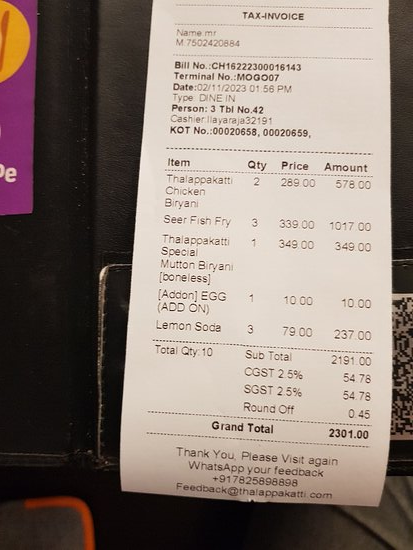 TAX-INVOICE
Name:mr
M:7502420884
Bill No.:CH16222300016143
Terminal No.:MOGO07
Date:02/11/2023 01:56 PM
Type: DINE IN
Person: 3 Tbl No.42
Cashier:Ilayaraja32191
KOT No.:00020658, 00020659,
Item Qty Price Amount
Thalappakatti 2 289.00 578.00
Chicken
Biryani
Seer Fish Fry 3 339.00 1017.00
Thalappakatti 1 349.00 349.00
Special
Mutton Biryani
[boneless]
[Addon] EGG 1 10.00 10.00
(ADD ON)
Lemon Soda 3 79.00 237.00
Total Qty:10 Sub Total 2191.00
CGST 2.5% 54.78
SGST 2.5% 54.78
Round Off 0.45
Grand Total 2301.00
Thank You, Please Visit again
WhatsApp your feedback
+917825898898
Feedback@thalappakatti.com